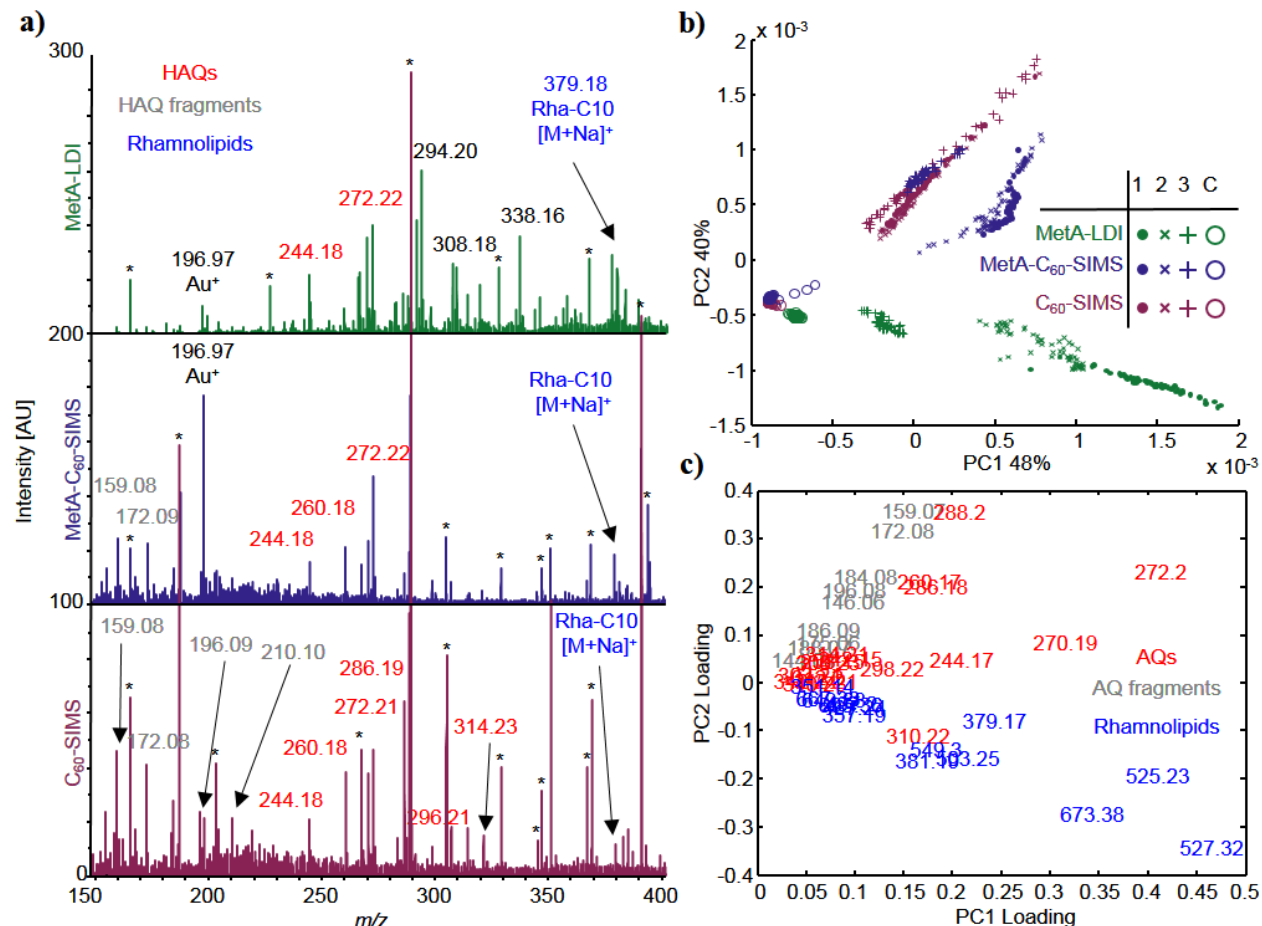 a)
300
200
100
0
Intensity [AU]
MetA-LDI
MetA-C60-SIMS
C60-SIMS
HAQs
HAQ fragments
Rhamnolipids
*
196.97
Au+
*
244.18
272.22
*
294.20
308.18
*
338.16
*
379.18
Rha-C10
[M+Na]+
*
159.08
*
172.09
*
196.97
Au+
244.18
260.18
272.22
*
*
*
*
*
Rha-C10
[M+Na]+
*
159.08
*
172.08
196.09
*
210.10
244.18
260.18
*
272.21
286.19
*
296.21
314.23
*
*
*
*
*
Rha-C10
[M+Na]+
150 200 250 300 350 400
m/z
b)
x 10-3
2
1.5
1
0.5
0
-0.5
-1
-1.5
PC2 40%
1 2 3 C
MetA-LDI
MetA-C60-SIMS
C60-SIMS
-1 -0.5 0 0.5 1 1.5 2
PC1 48%
x 10-3
c)
0.4
0.3
0.2
0.1
0
-0.1
-0.2
-0.3
-0.4
PC2 Loading
159.07
288.2
172.08
184.08
260.17
272.2
196.08
286.18
146.06
186.09
270.19
244.17
298.22
AQs
AQ fragments
Rhamnolipids
357.19
379.17
310.22
549.3
381.10
503.25
525.23
673.38
527.32
0 0.05 0.1 0.15 0.2 0.25 0.3 0.35 0.4 0.45 0.5
PC1 Loading